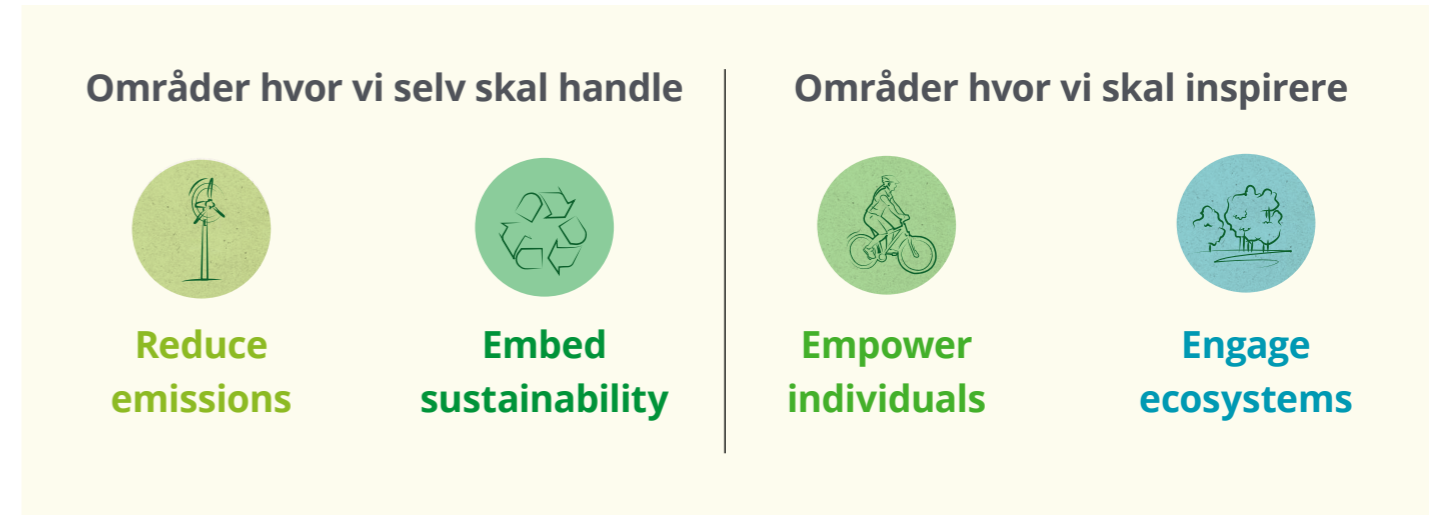 Områder hvor vi selv skal handle
Reduce
emissions
Embed
sustainability
Områder hvor vi skal inspirere
Empower
individuals
Engage
ecosystems